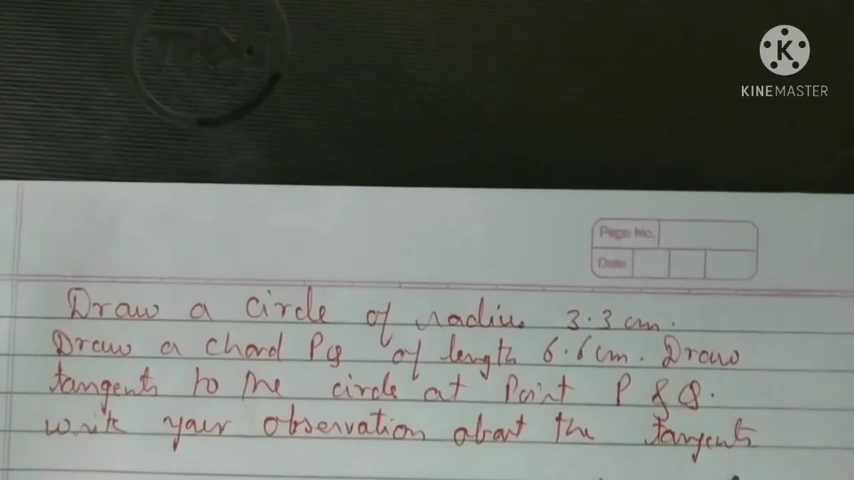 KINEMASTER
Page No.
Date
Draw a circle of radius 3.3 cm.
Draw a chord PQ of length 6.6 cm. Draw
tangents to the circle at Point P & Q.
write your observation about the tangents